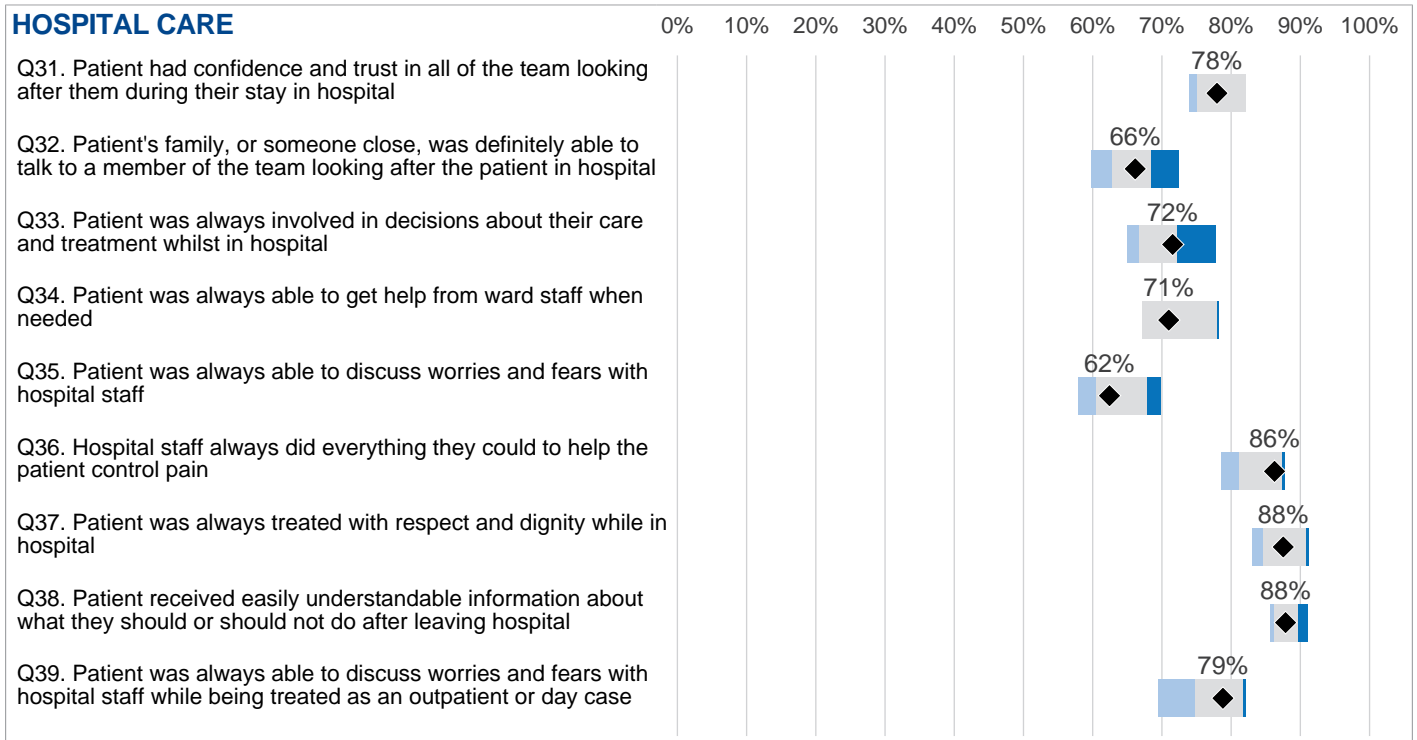 HOSPITAL CARE
0% 10% 20% 30% 40% 50% 60% 70% 80% 90% 100%
Q31. Patient had confidence and trust in all of the team looking
after them during their stay in hospital
78%
Q32. Patient's family, or someone close, was definitely able to
talk to a member of the team looking after the patient in hospital
66%
Q33. Patient was always involved in decisions about their care
and treatment whilst in hospital
72%
Q34. Patient was always able to get help from ward staff when
needed
71%
Q35. Patient was always able to discuss worries and fears with
hospital staff
62%
Q36. Hospital staff always did everything they could to help the
patient control pain
86%
Q37. Patient was always treated with respect and dignity while in
hospital
88%
Q38. Patient received easily understandable information about
what they should or should not do after leaving hospital
88%
Q39. Patient was always able to discuss worries and fears with
hospital staff while being treated as an outpatient or day case
79%